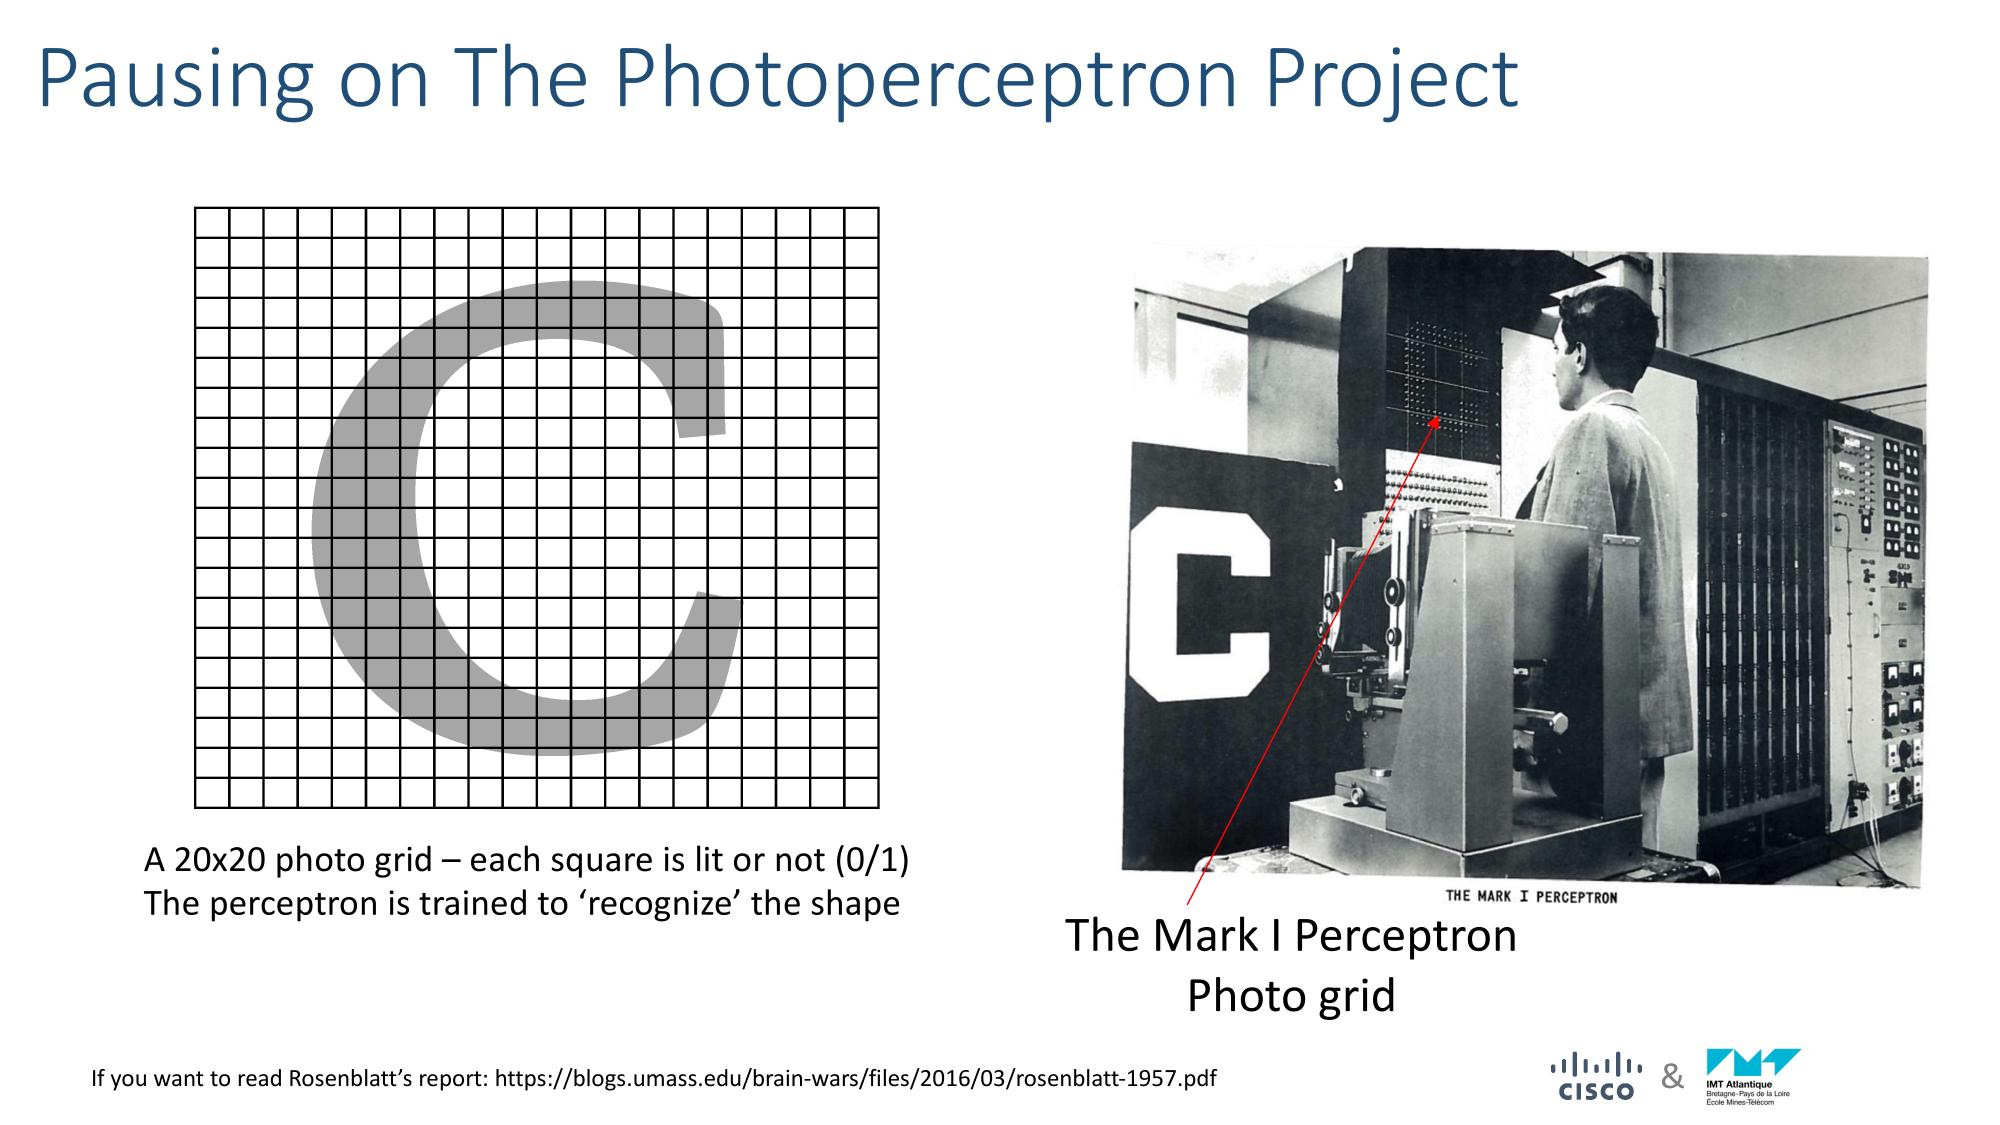 Pausing on The Photoperceptron Project
A 20x20 photo grid – each square is lit or not (0/1)
The perceptron is trained to ‘recognize’ the shape
C
THE MARK I PERCEPTRON
The Mark I Perceptron
Photo grid
If you want to read Rosenblatt’s report: https://blogs.umass.edu/brain-wars/files/2016/03/rosenblatt-1957.pdf
CISCO
&
IMT Atlantique
Bretagne-Pays de la Loire
École Mines-Télécom